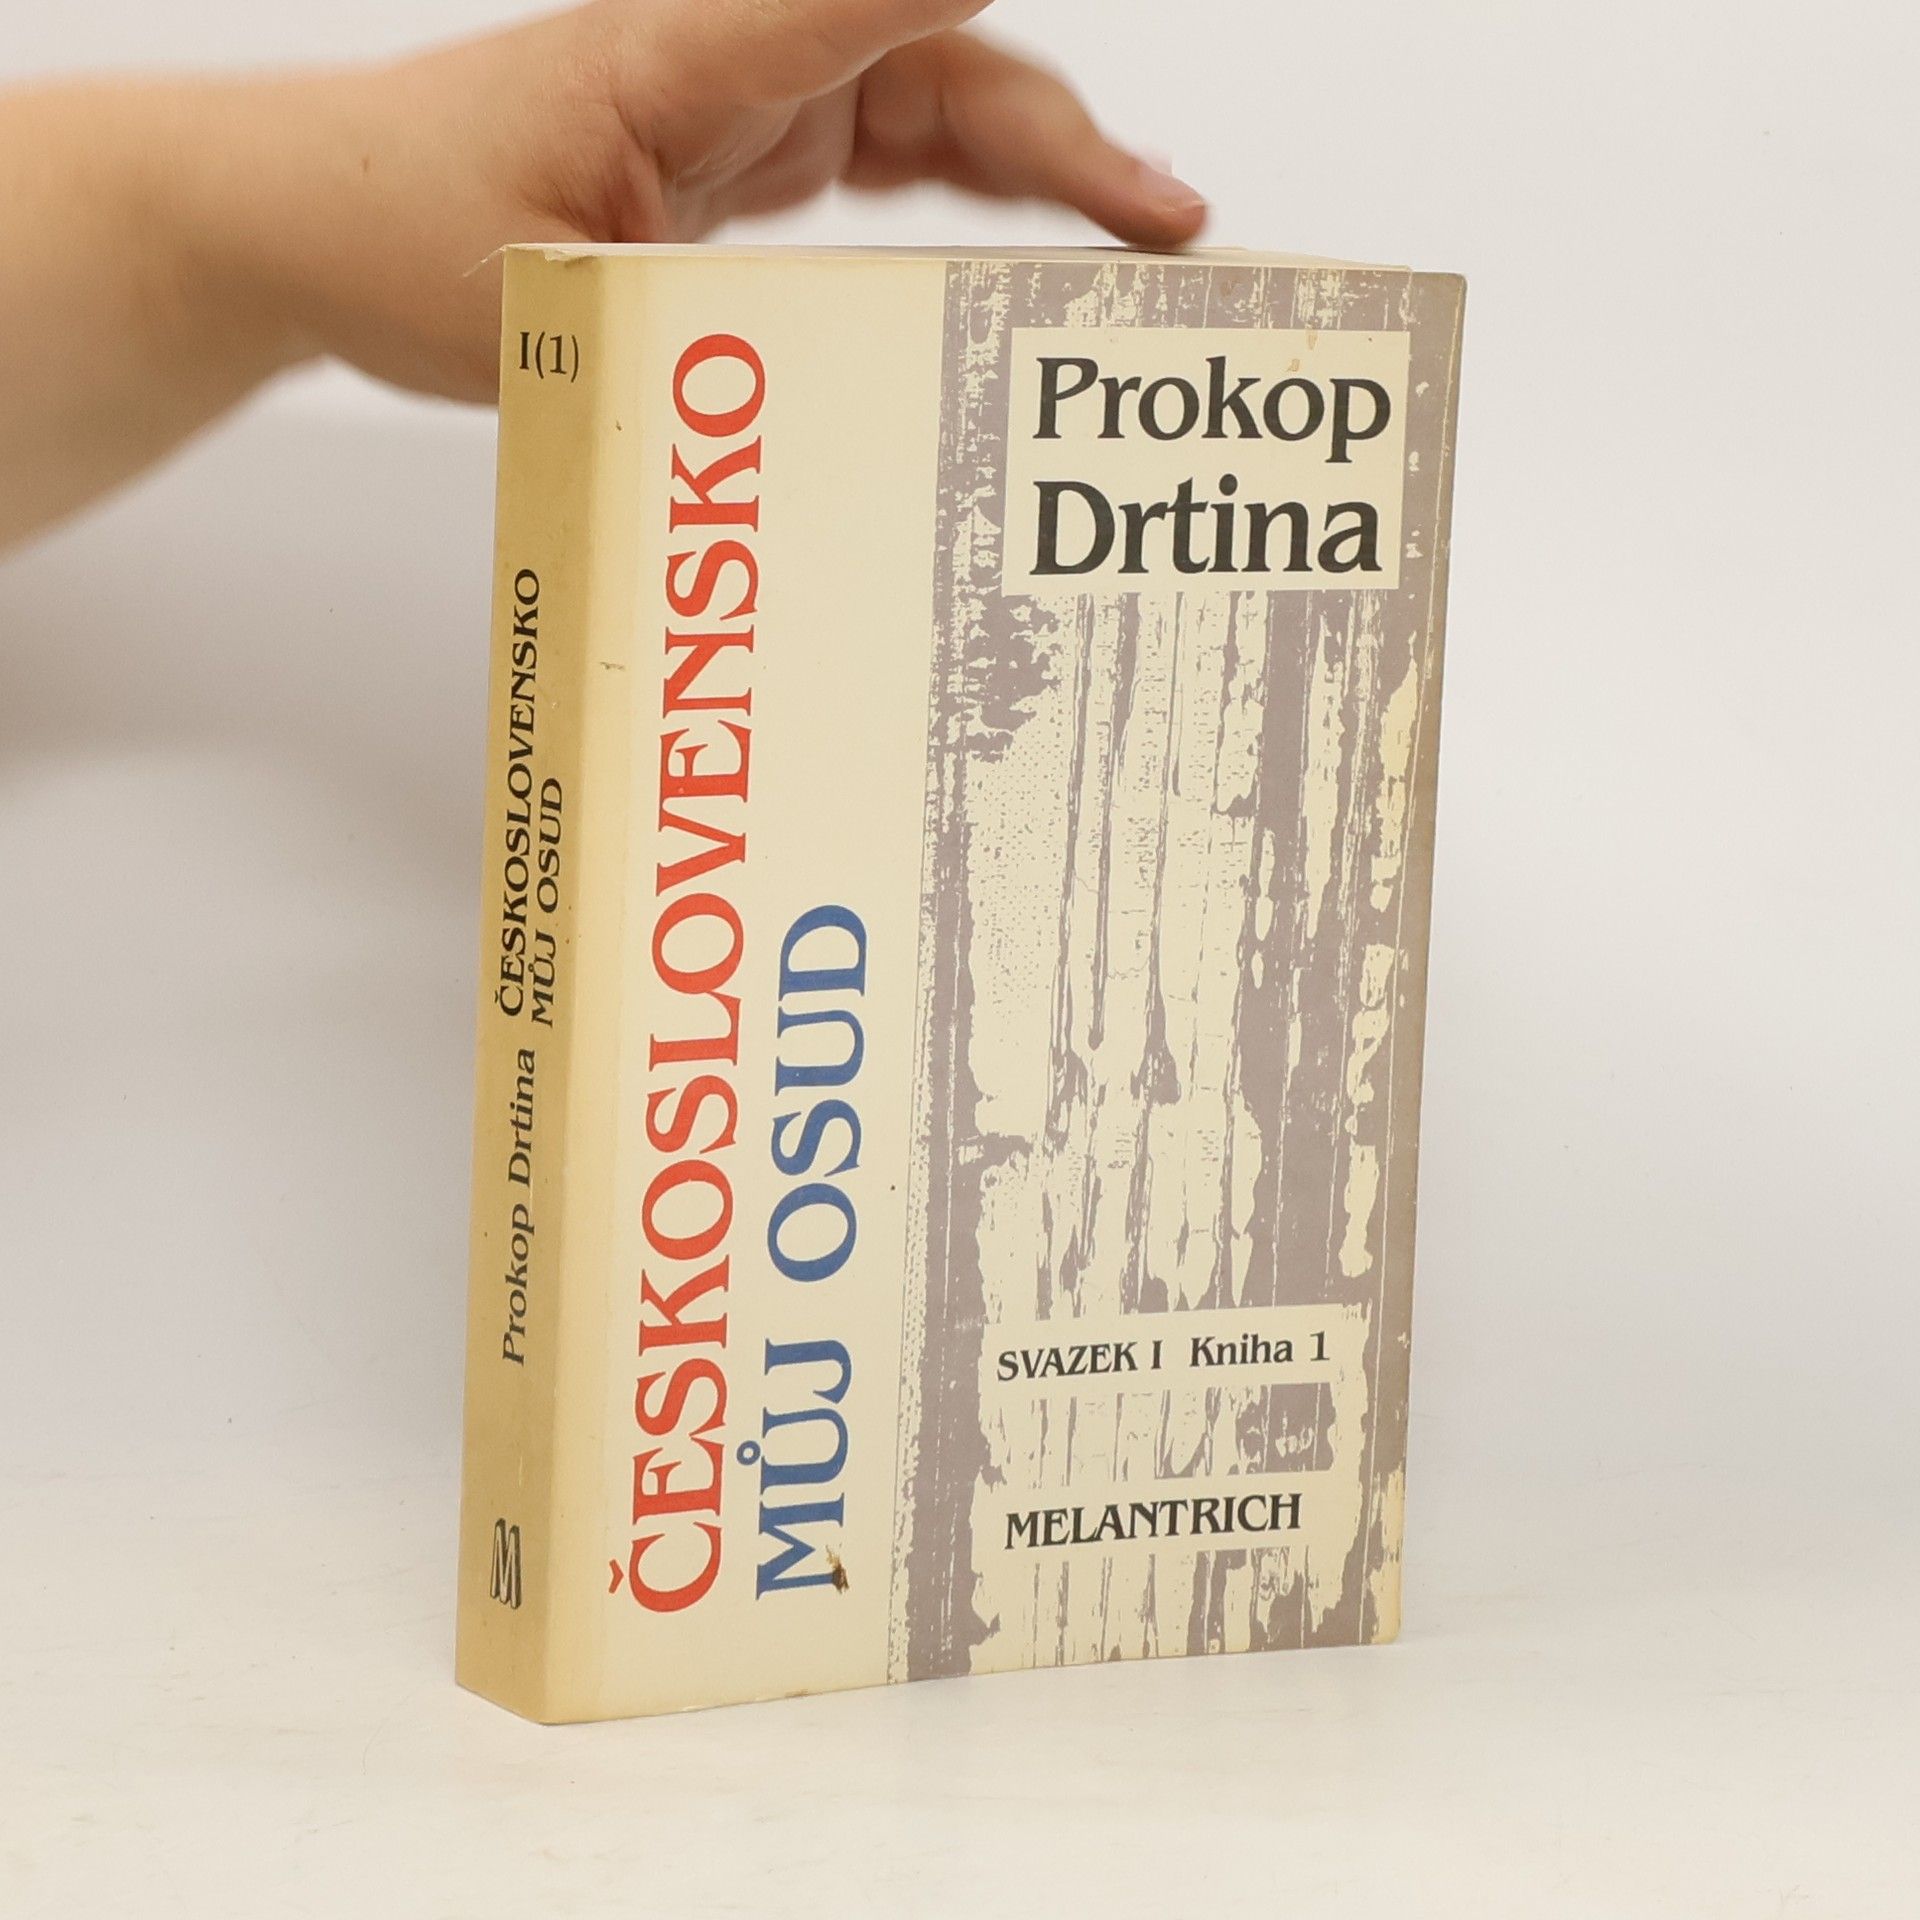 I(1)
Prokop Drtina
ČESKOSLOVENSKO
MŮJ OSUD
ČESKOSLOVENSKO
MŮJ OSUD
Prokop
Drtina
SVAZEK I Kniha 1
MELANTRICH